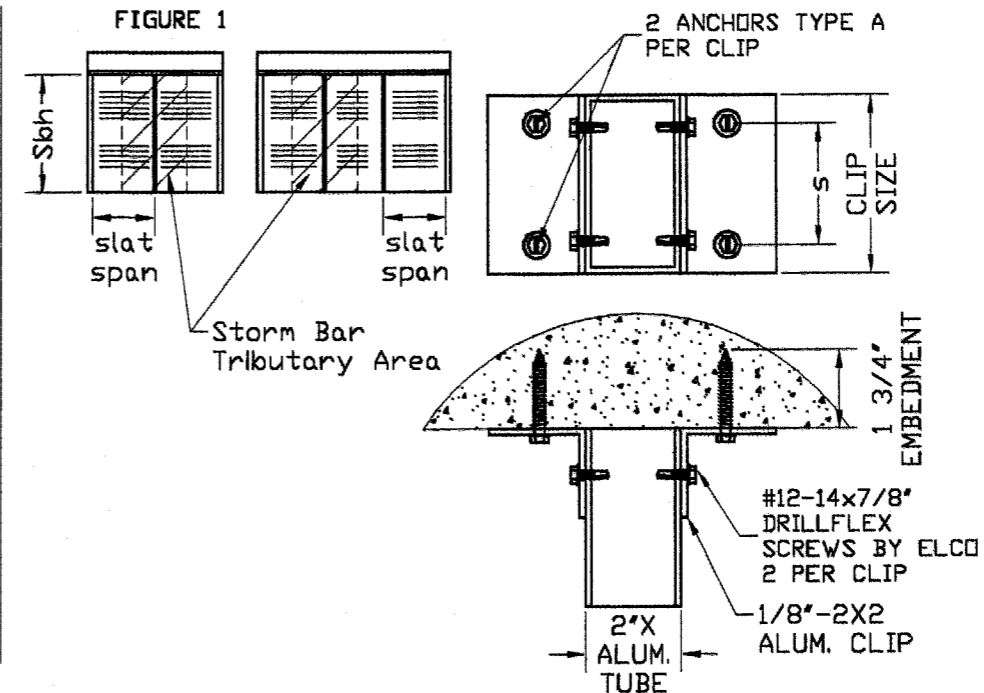 FIGURE 1
2 ANCHORS TYPE A
PER CLIP
Sbh
slat
span
slat
span
Storm Bar
Tributary Area
s
CLIP
SIZE
1 3/4"
EMBEDMENT
#12-14x7/8"
DRILLFLEX
SCREWS BY ELCO
2 PER CLIP
1/8"-2X2
ALUM. CLIP
2"X
ALUM.
TUBE